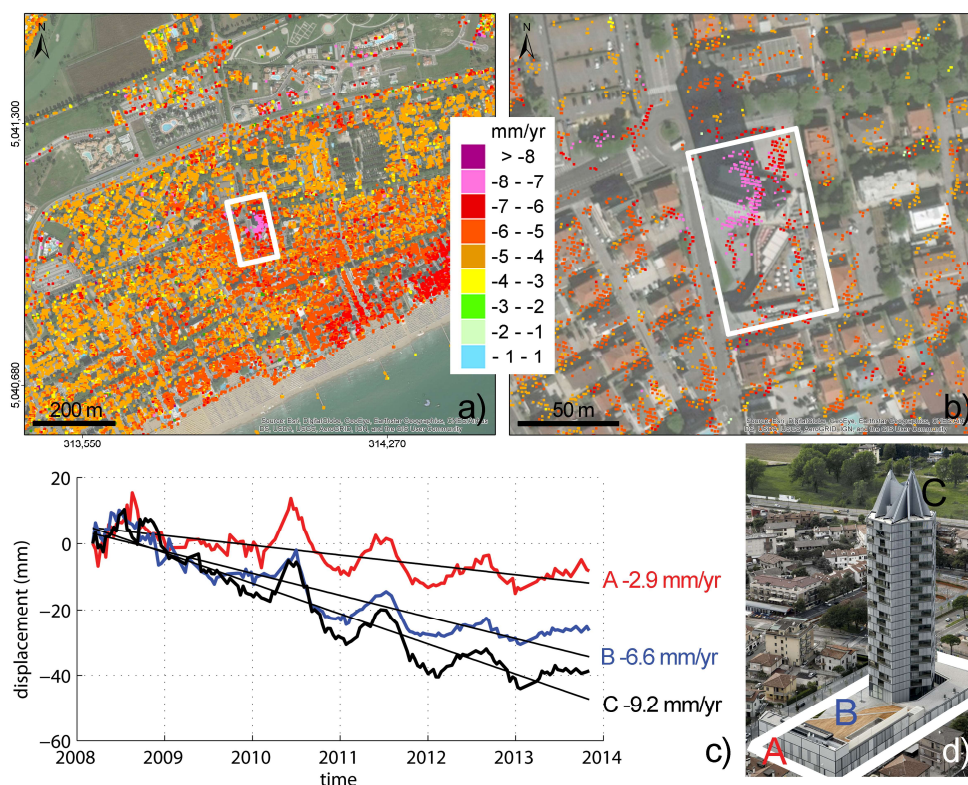 N
N
5,041,300
5,040,680
200 m
a)
313,550
314,270
mm/yr
> -8
-8 - -7
-7 - -6
-6 - -5
-5 - -4
-4 - -3
-3 - -2
-2 - -1
- 1 - 1
50 m
b)
20
0
−20
−40
−60
displacement (mm)
2008
2009
2010
2011
2012
2013
2014
time
A -2.9 mm/yr
B -6.6 mm/yr
C -9.2 mm/yr
c)
C
B
A
d)